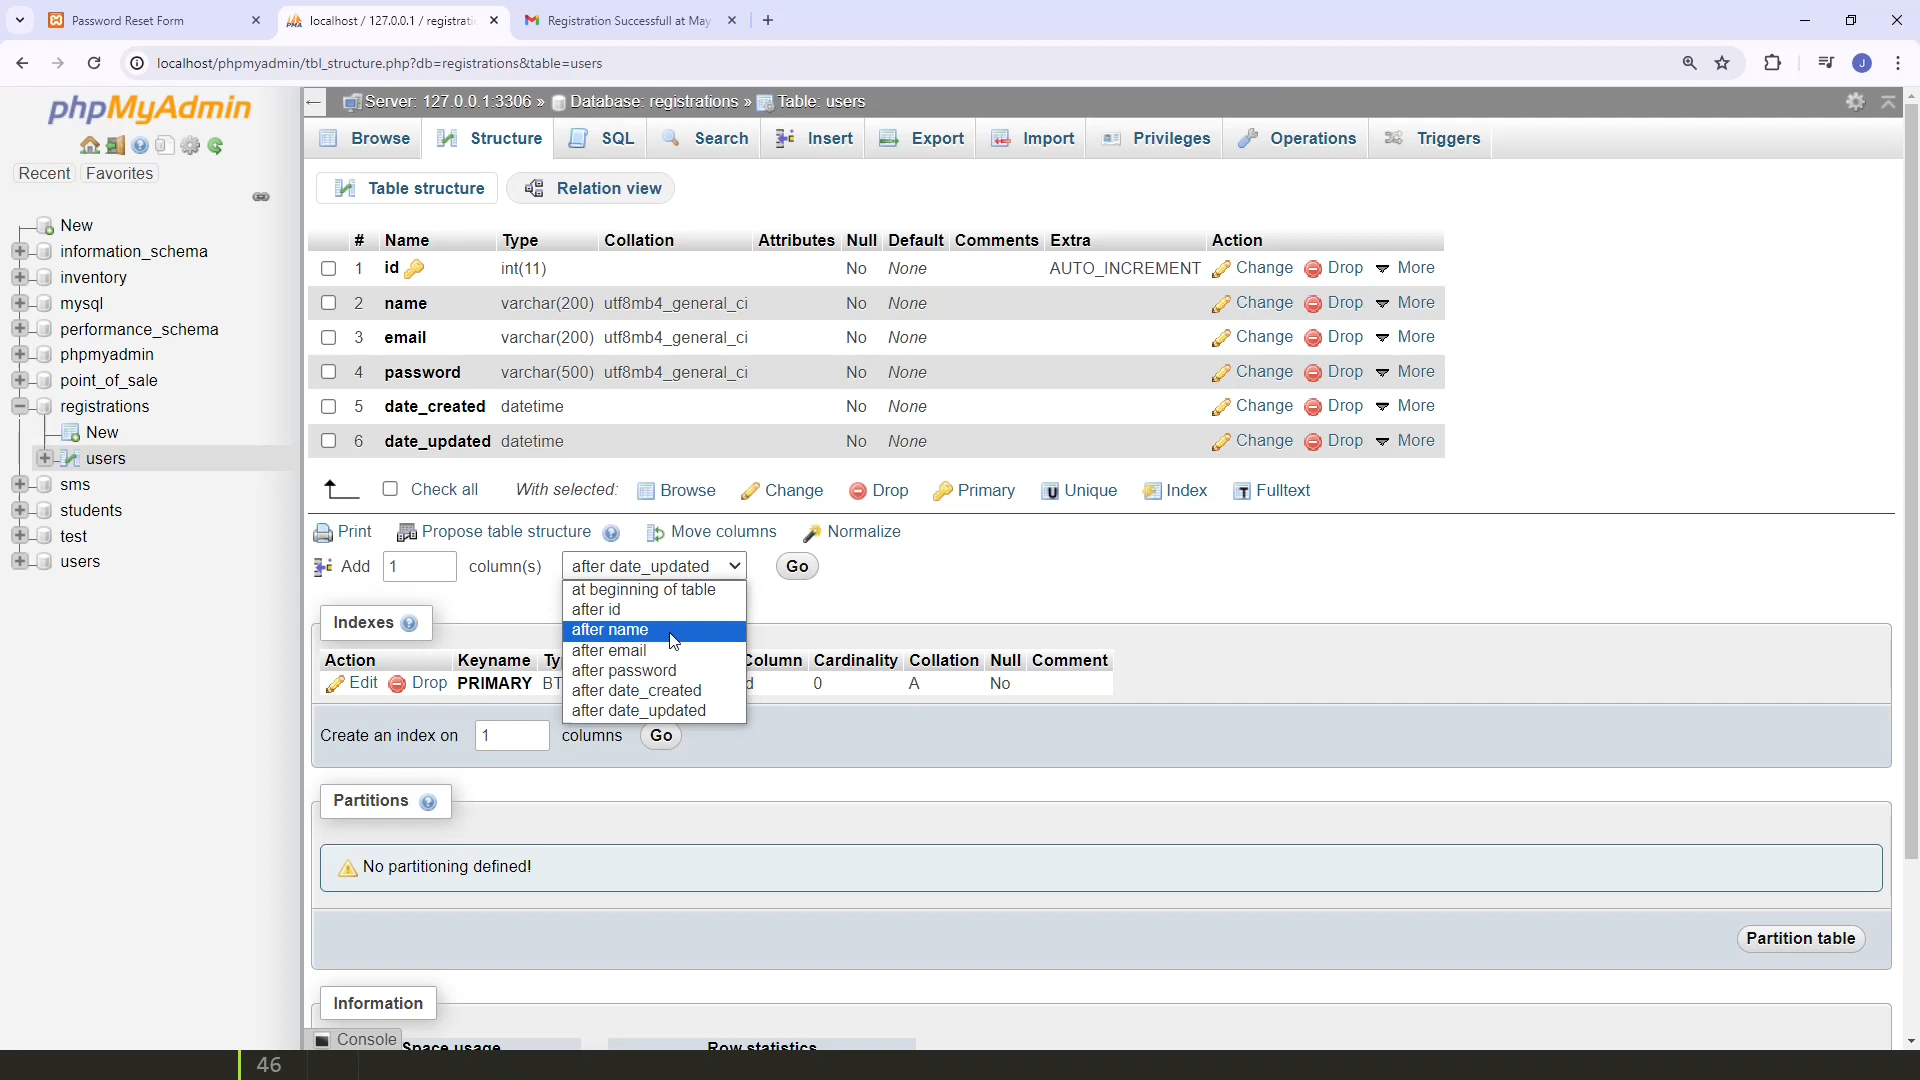 Password Reset Form
localhost / 127.0.0.1 / registrati
Registration Successfull at May
localhost/phpmyadmin/tbl_structure.php?db=registrations&table=users
J
phpMyAdmin
Recent
Favorites
New
information_schema
inventory
mysql
performance_schema
phpmyadmin
point_of_sale
registrations
New
users
sms
students
test
users
Server: 127.0.0.1:3306 » Database: registrations » Table: users
Browse Structure SQL Search Insert Export Import Privileges Operations Triggers
Table structure Relation view
# Name Type Collation Attributes Null Default Comments Extra Action
1 id int(11) No None AUTO_INCREMENT Change Drop More
2 name varchar(200) utf8mb4_general_ci No None Change Drop More
3 email varchar(200) utf8mb4_general_ci No None Change Drop More
4 password varchar(500) utf8mb4_general_ci No None Change Drop More
5 date_created datetime No None Change Drop More
6 date_updated datetime No None Change Drop More
Check all With selected: Browse Change Drop Primary Unique Index Fulltext
Print Propose table structure Move columns Normalize
Add 1 column(s) after date_updated Go
at beginning of table
after id
after name
after email
after password
after date_created
after date_updated
Indexes
Action Keyname Ty Column Cardinality Collation Null Comment
Edit Drop PRIMARY BT d 0 A No
Create an index on 1 columns Go
Partitions
No partitioning defined!
Partition table
Information
Console
Space usage Row statistics
46